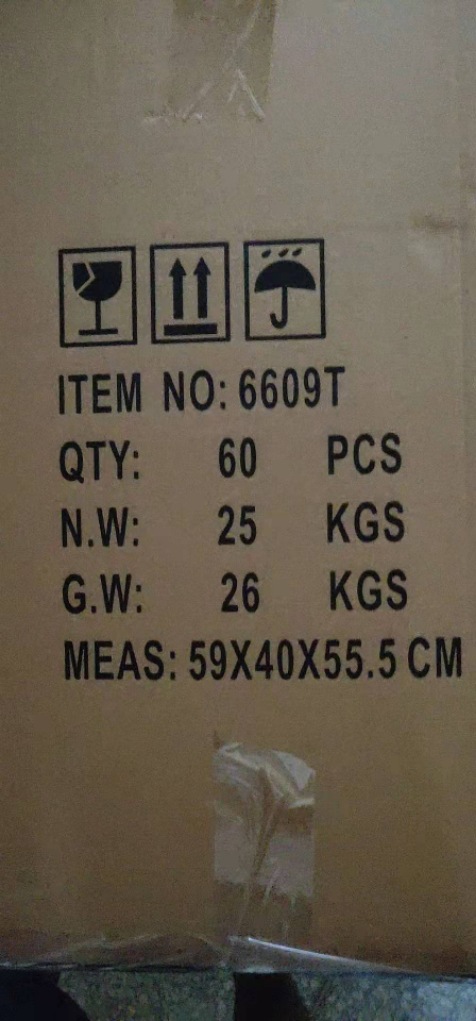 ITEM NO: 6609T
QTY: 60 PCS
N.W: 25 KGS
G.W: 26 KGS
MEAS: 59X40X55.5 CM